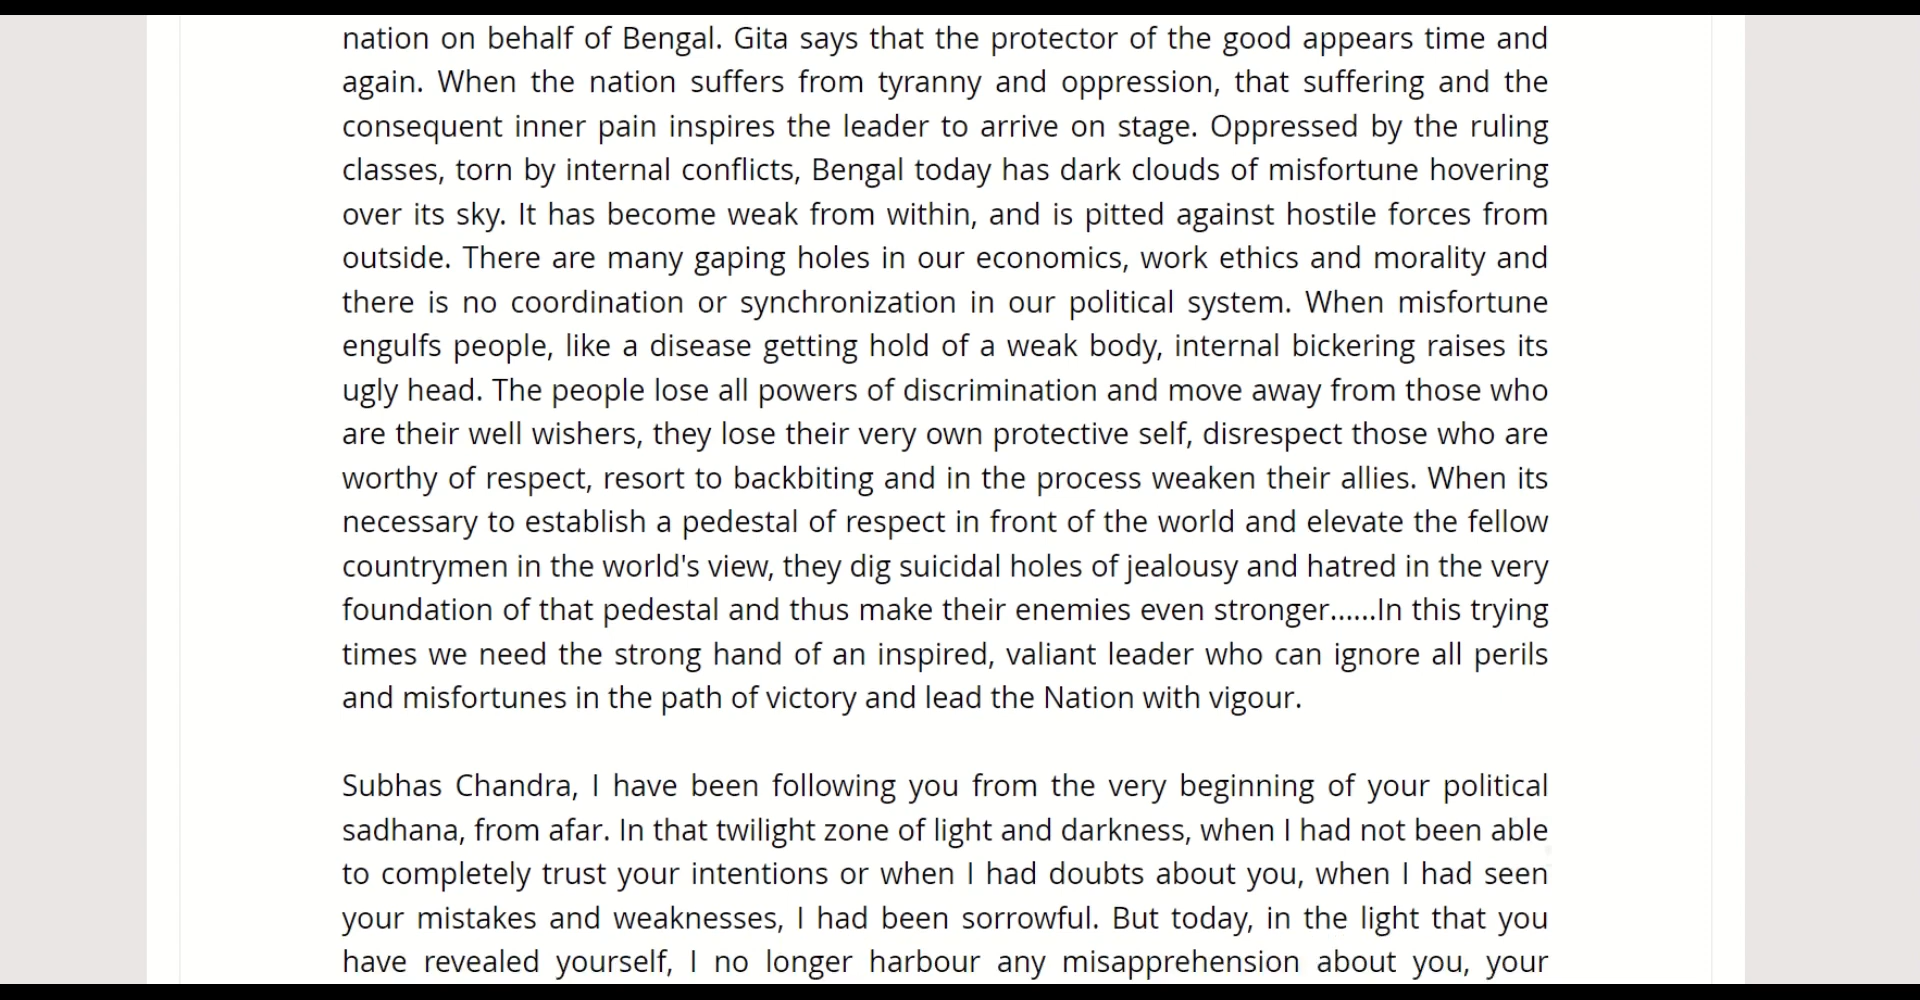 nation on behalf of Bengal. Gita says that the protector of the good appears time and
again. When the nation suffers from tyranny and oppression, that suffering and the
consequent inner pain inspires the leader to arrive on stage. Oppressed by the ruling
classes, torn by internal conflicts, Bengal today has dark clouds of misfortune hovering
over its sky. It has become weak from within, and is pitted against hostile forces from
outside. There are many gaping holes in our economics, work ethics and morality and
there is no coordination or synchronization in our political system. When misfortune
engulfs people, like a disease getting hold of a weak body, internal bickering raises its
ugly head. The people lose all powers of discrimination and move away from those who
are their well wishers, they lose their very own protective self, disrespect those who are
worthy of respect, resort to backbiting and in the process weaken their allies. When its
necessary to establish a pedestal of respect in front of the world and elevate the fellow
countrymen in the world's view, they dig suicidal holes of jealousy and hatred in the very
foundation of that pedestal and thus make their enemies even stronger......In this trying
times we need the strong hand of an inspired, valiant leader who can ignore all perils
and misfortunes in the path of victory and lead the Nation with vigour.
Subhas Chandra, I have been following you from the very beginning of your political
sadhana, from afar. In that twilight zone of light and darkness, when I had not been able
to completely trust your intentions or when I had doubts about you, when I had seen
your mistakes and weaknesses, I had been sorrowful. But today, in the light that you
have revealed yourself, I no longer harbour any misapprehension about you, your